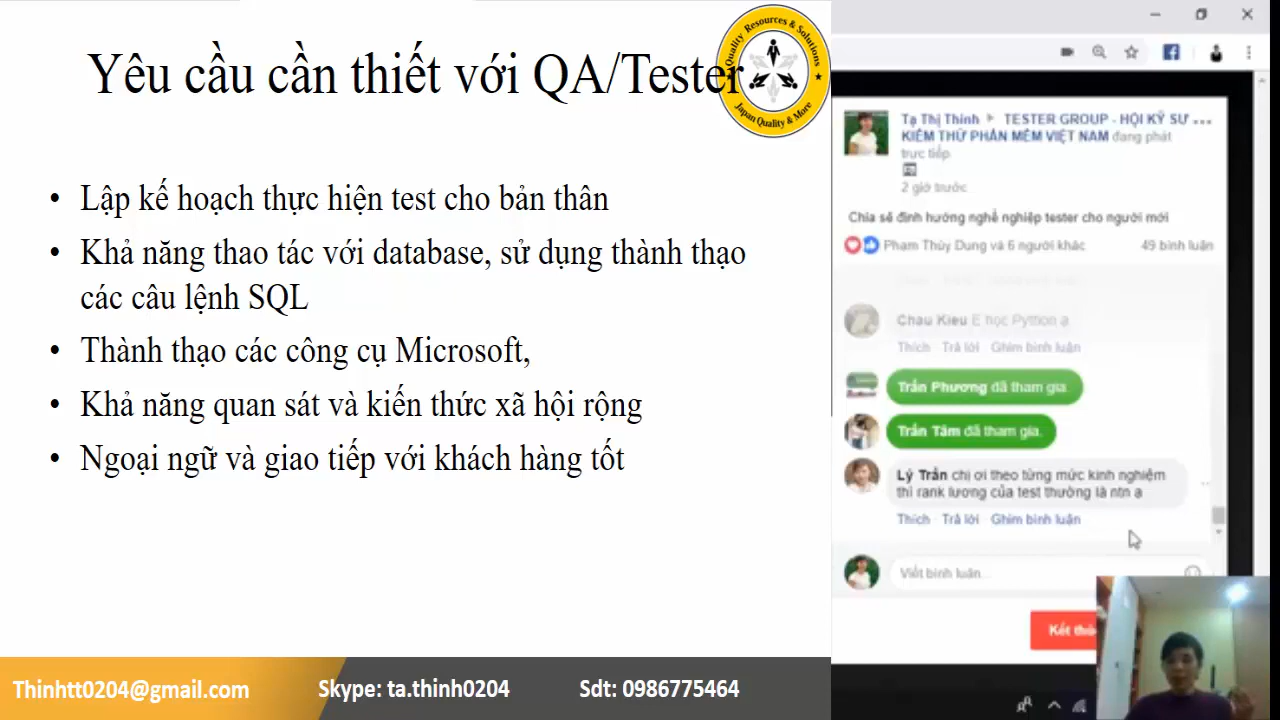 Yêu cầu cần thiết với QA/Tester
Quality Resources & Solutions
Japan Quality & More
• Lập kế hoạch thực hiện test cho bản thân
• Khả năng thao tác với database, sử dụng thành thạo
các câu lệnh SQL
• Thành thạo các công cụ Microsoft,
• Khả năng quan sát và kiến thức xã hội rộng
• Ngoại ngữ và giao tiếp với khách hàng tốt
Thinhtt0204@gmail.com
Skype: ta.thinh0204
Sdt: 0986775464
Tạ Thị Thinh TESTER GROUP - HỘI KỸ SƯ ...
KIỂM THỬ PHẦN MỀM VIỆT NAM đang phát
trực tiếp
2 giờ trước
Chia sẻ định hướng nghề nghiệp tester cho người mới
Phạm Thùy Dung và 6 người khác 49 bình luận
Chau Kieu E học Python ạ
Thích Trả lời Ghim bình luận
Trần Phương đã tham gia
Trần Tâm đã tham gia.
Lý Trần chị ơi theo từng mức kinh nghiệm
thì rank lương của test thường là ntn ạ
Thích Trả lời Ghim bình luận
Viết bình luận...
Kết